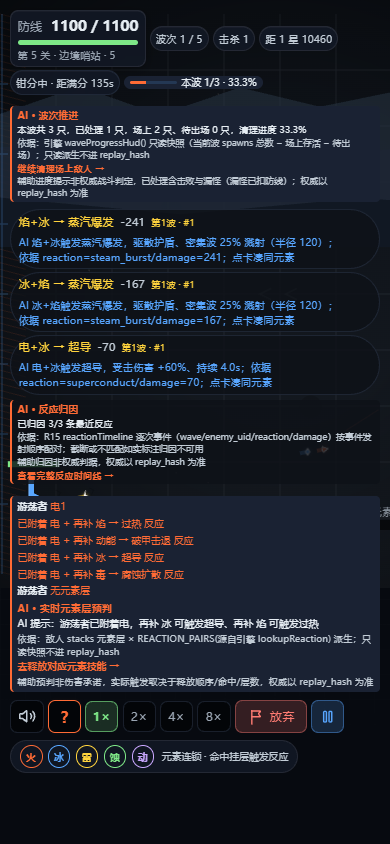 防线 1100 / 1100
第 5 关 · 边境哨站 · 5
波次 1 / 5
击杀 1
距 1 星 10460
钳分中 · 距满分 135s
本波 1/3 · 33.3%
AI • 波次推进
本波共 3 只，已处理 1 只，场上 2 只、待出场 0 只，清造进度 33.3%
依据：引擎 waveProgressHud() 只读快照（当前波 spawns 总数 − 场上存活 − 待出
场）；只读派生不进 replay_hash
继续清理场上敌人 →
辅助进度提示非权威战斗判定，已处理含击败与漏怪（漏怪已扣防线）；权威以
replay_hash 为准
焰+冰 → 蒸汽爆发 -241 第1波 · #1
AI 焰+冰触发蒸汽爆发，驱散护盾、密集波 25% 溅射（半径 120）；
依据 reaction=steam_burst/damage=241；点卡凑同元素
冰+焰 → 蒸汽爆发 -167 第1波 · #1
AI 冰+焰触发蒸汽爆发，驱散护盾、密集波 25% 溅射（半径 120）；
依据 reaction=steam_burst/damage=167；点卡凑同元素
电+冰 → 超导 -70 第1波 · #1
AI 电+冰触发超导，受击伤害 +60%、持续 4.0s；依据
reaction=superconduct/damage=70；点卡凑同元素
AI • 反应归因
已归因 3/3 条最近反应
依据：R15 reactionTimeline 逐次事件（wave/enemy_uid/reaction/damage）按事件发
射顺序配对；截断或不匹配如实标注归因不可用
辅助归因非权威判据，权威以 replay_hash 为准
查看完整反应时间线 →
游荡者 电1
已附着 电 + 再补 焰 → 过热 反应
已附着 电 + 再补 动能 → 破甲击退 反应
已附着 电 + 再补 冰 → 超导 反应
已附着 电 + 再补 毒 → 腐蚀扩散 反应
游荡者 无元素层
AI • 实时元素层预判
AI 提示：游荡者已附着电，再补 冰 可触发超导、再补 焰 可触发过热
依据：敌人 stacks 元素层 × REACTION_PAIRS(源自引擎 lookupReaction) 派生；只
读快照不进 replay_hash
去释放对应元素技能 →
辅助预判非伤害承诺，实际触发取决于释放顺序/命中/层数，权威以 replay_hash 为准
?
1×
2×
4×
8×
放弃
火 冰 雷 蚀 动 元素连锁 · 命中挂层触发反应